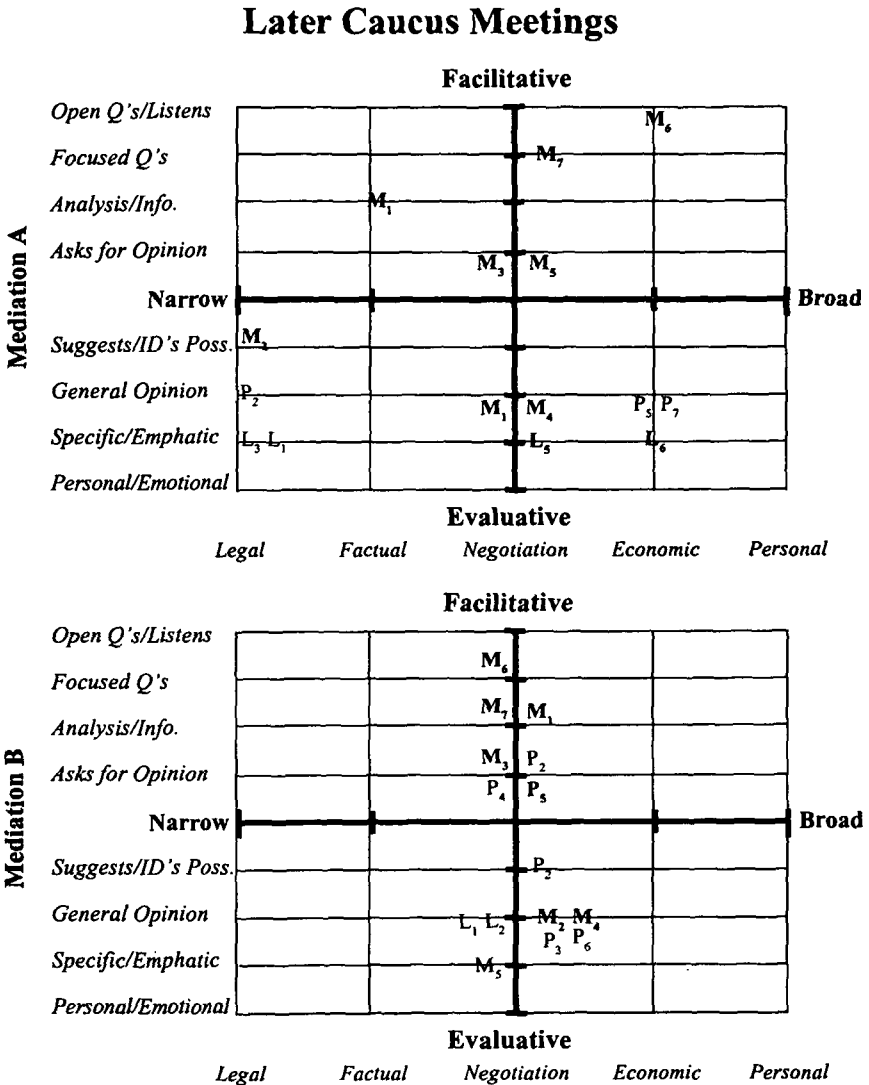 Later Caucus Meetings
Facilitative
Open Q's/Listens
M₆
Focused Q's
M₇
Analysis/Info.
M₁
Asks for Opinion
M₃ M₅
Mediation A
Narrow
Broad
Suggests/ID's Poss.
M₂
General Opinion
P₂
M₁ M₄ P₅ P₇
Specific/Emphatic
L₃ L₁ L₅ L₆
Personal/Emotional
Evaluative
Legal Factual Negotiation Economic Personal
Facilitative
Open Q's/Listens
M₆
Focused Q's
M₇ M₁
Analysis/Info.
M₃ P₂
Asks for Opinion
P₄ P₅
Mediation B
Narrow
Broad
Suggests/ID's Poss.
P₂
General Opinion
L₁ L₂ M₂ M₄
P₃ P₆
Specific/Emphatic
M₅
Personal/Emotional
Evaluative
Legal Factual Negotiation Economic Personal